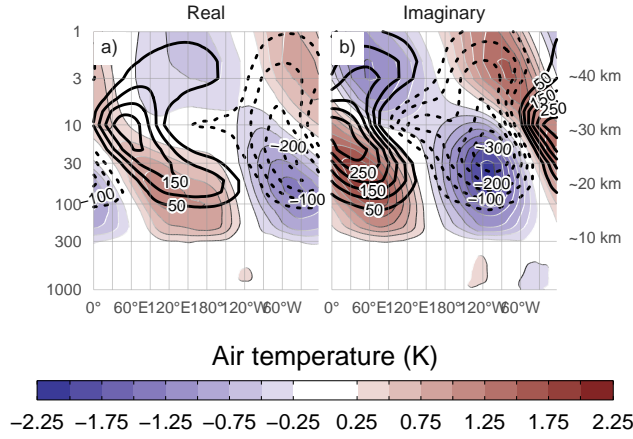 Real Imaginary
a) b)
1
3
10
30
100
300
1000
~40 km
~30 km
~20 km
~10 km
−100
150
50
−200
−100
250
150
50
−300
−200
−100
50
150
250
0° 60°E 120°E 180° 120°W 60°W 0° 60°E 120°E 180° 120°W 60°W
Air temperature (K)
−2.25 −1.75 −1.25 −0.75 −0.25 0.25 0.75 1.25 1.75 2.25